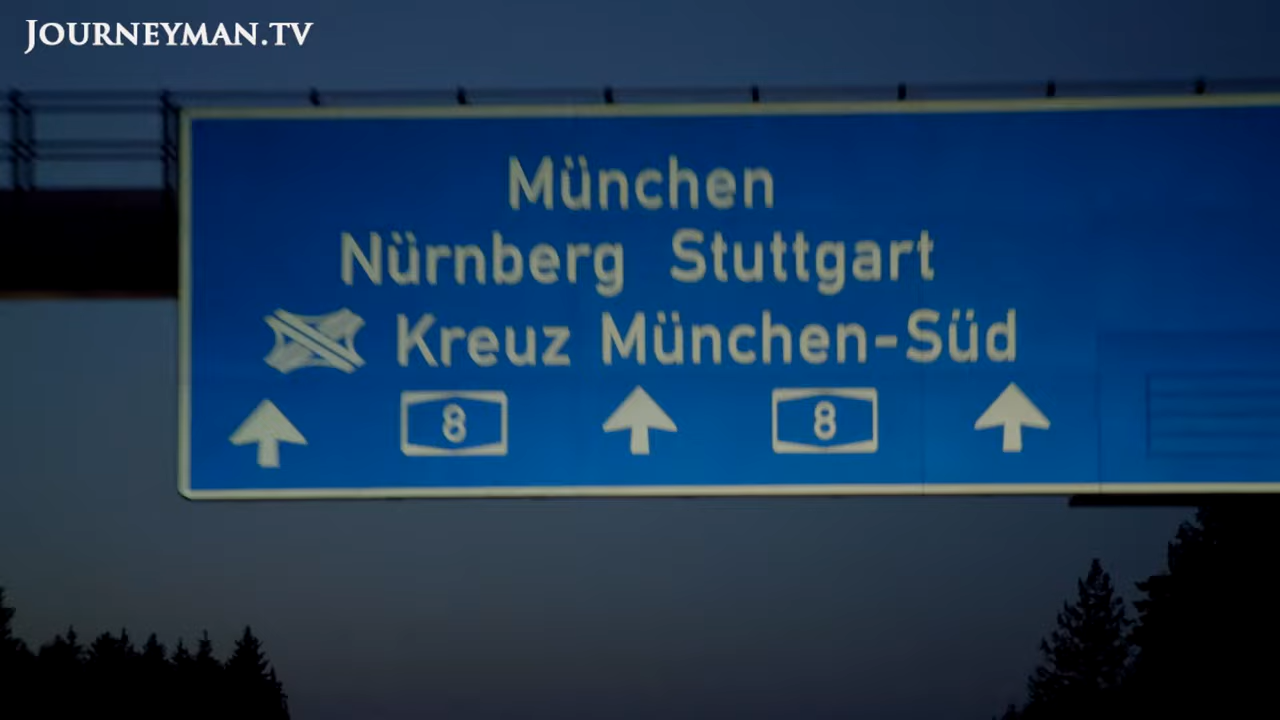 JOURNEYMAN.TV
München
Nürnberg Stuttgart
Kreuz München-Süd
8 8